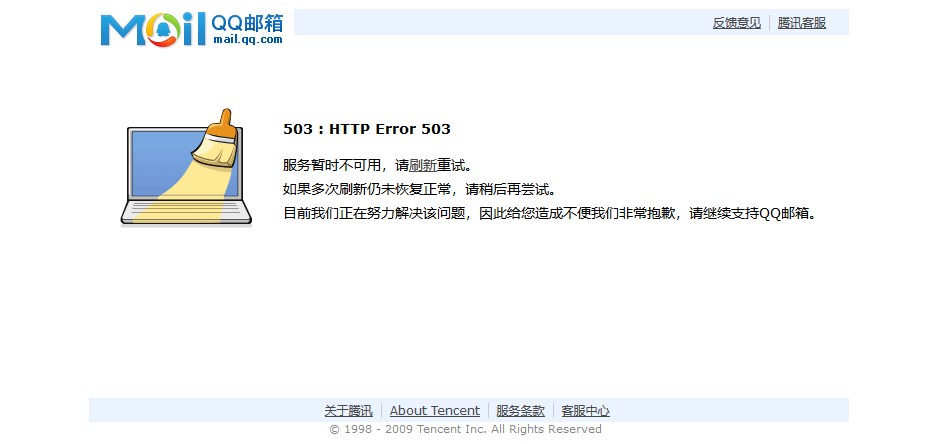 Mail QQ邮箱
mail.qq.com
反馈意见 | 腾讯客服
503 : HTTP Error 503
服务暂时不可用，请刷新重试。
如果多次刷新仍未恢复正常，请稍后再尝试。
目前我们正在努力解决该问题，因此给您造成不便我们非常抱歉，请继续支持QQ邮箱。
关于腾讯 | About Tencent | 服务条款 | 客服中心
© 1998 - 2009 Tencent Inc. All Rights Reserved